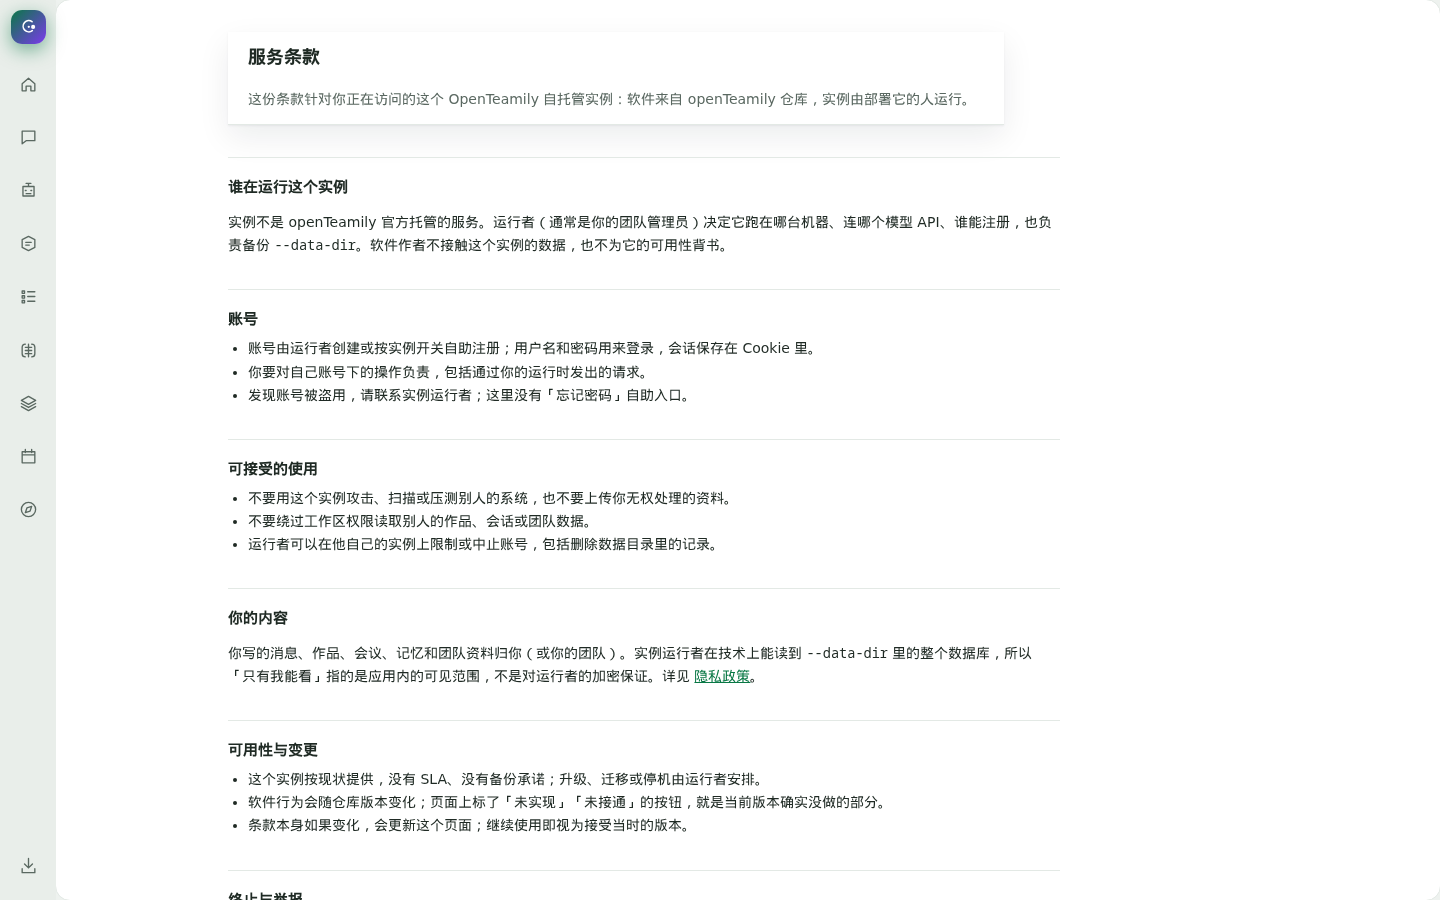 服务条款
这份条款针对你正在访问的这个 OpenTeamily 自托管实例：软件来自 openTeamily 仓库，实例由部署它的人运行。
谁在运行这个实例
实例不是 openTeamily 官方托管的服务。运行者（通常是你的团队管理员）决定它跑在哪台机器、连哪个模型 API、谁能注册，也负
责备份 --data-dir。软件作者不接触这个实例的数据，也不为它的可用性背书。
账号
• 账号由运行者创建或按实例开关自助注册；用户名和密码用来登录，会话保存在 Cookie 里。
• 你要对自己账号下的操作负责，包括通过你的运行时发出的请求。
• 发现账号被盗用，请联系实例运行者；这里没有「忘记密码」自助入口。
可接受的使用
• 不要用这个实例攻击、扫描或压测别人的系统，也不要上传你无权处理的资料。
• 不要绕过工作区权限读取别人的作品、会话或团队数据。
• 运行者可以在他自己的实例上限制或中止账号，包括删除数据目录里的记录。
你的内容
你写的消息、作品、会议、记忆和团队资料归你（或你的团队）。实例运行者在技术上能读到 --data-dir 里的整个数据库，所以
「只有我能看」指的是应用内的可见范围，不是对运行者的加密保证。详见 隐私政策。
可用性与变更
• 这个实例按现状提供，没有 SLA、没有备份承诺；升级、迁移或停机由运行者安排。
• 软件行为会随仓库版本变化；页面上标了「未实现」「未接通」的按钮，就是当前版本确实没做的部分。
• 条款本身如果变化，会更新这个页面；继续使用即视为接受当时的版本。
终止与举报